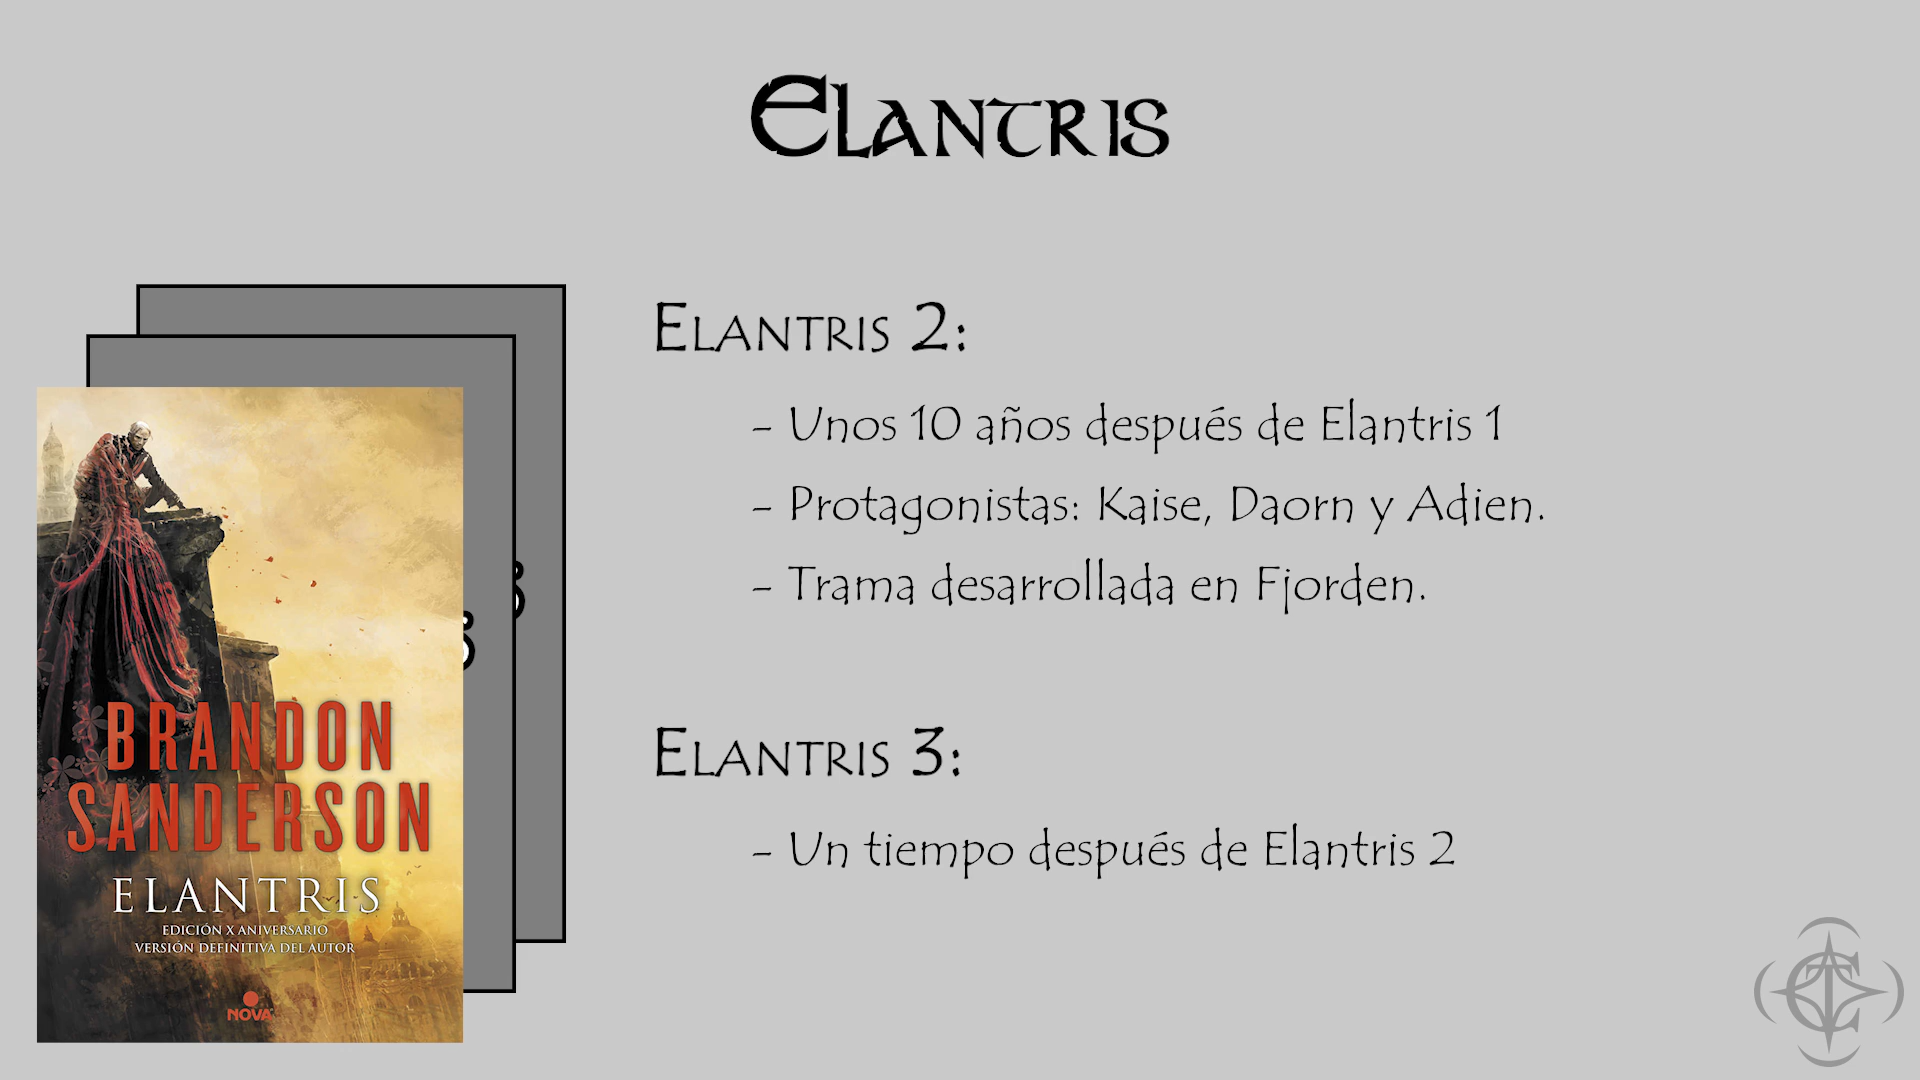 Elantris
Elantris 2:
- Unos 10 años después de Elantris 1
- Protagonistas: Kaise, Daorn y Adien.
- Trama desarrollada en Fjorden.
Elantris 3:
- Un tiempo después de Elantris 2
BRANDON
SANDERSON
ELANTRIS
EDICIÓN X ANIVERSARIO
VERSIÓN DEFINITIVA DEL AUTOR
NOVA